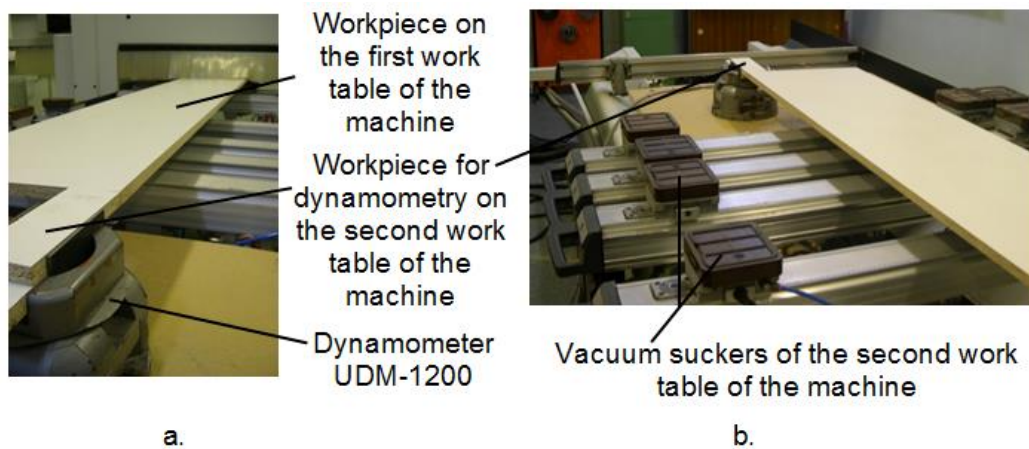 Workpiece on
the first work
table of the
machine
Workpiece for
dynamometry on
the second work
table of the
machine
Dynamometer
UDM-1200
Vacuum suckers of the second work
table of the machine
a.
b.